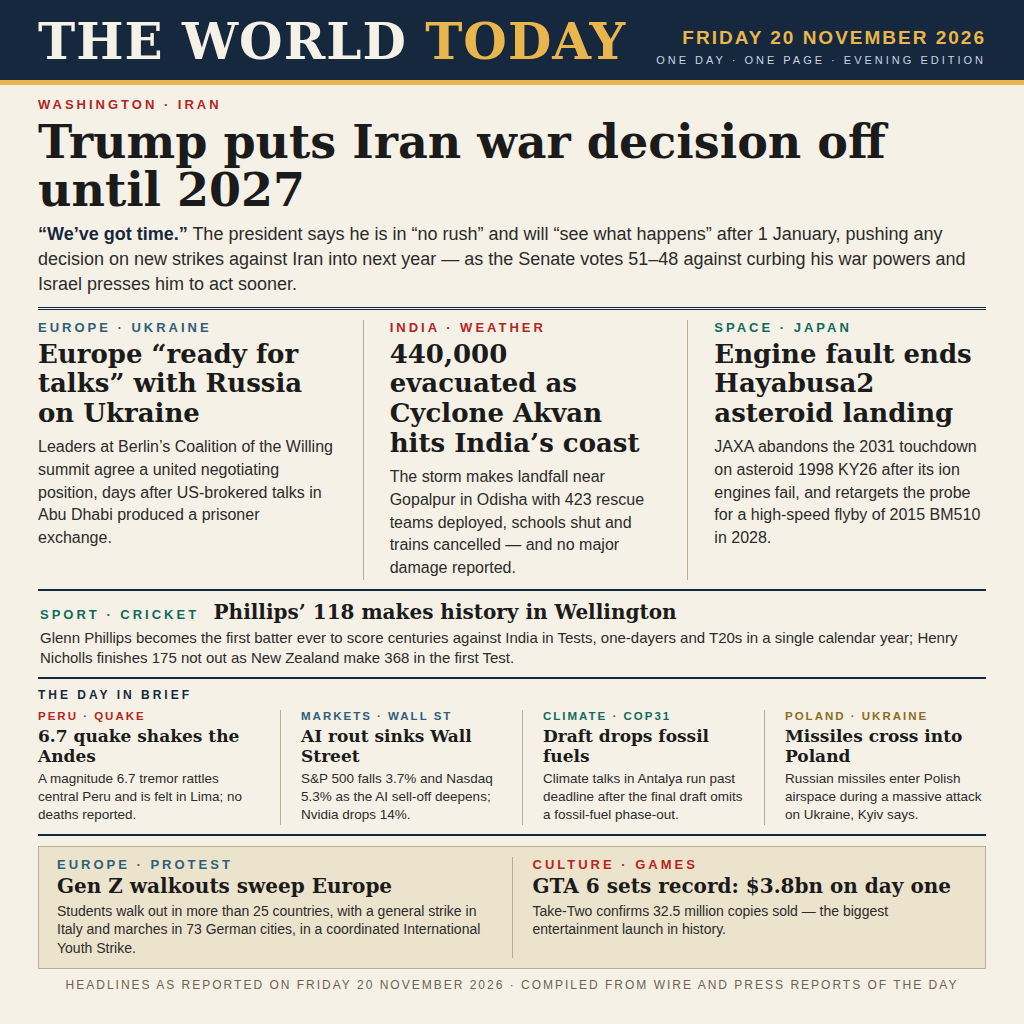 THE WORLD TODAY
FRIDAY 20 NOVEMBER 2026
ONE DAY · ONE PAGE · EVENING EDITION
WASHINGTON · IRAN
Trump puts Iran war decision off
until 2027
“We’ve got time.” The president says he is in “no rush” and will “see what happens” after 1 January, pushing any
decision on new strikes against Iran into next year — as the Senate votes 51–48 against curbing his war powers and
Israel presses him to act sooner.
EUROPE · UKRAINE
Europe “ready for
talks” with Russia
on Ukraine
Leaders at Berlin’s Coalition of the Willing
summit agree a united negotiating
position, days after US-brokered talks in
Abu Dhabi produced a prisoner
exchange.
INDIA · WEATHER
440,000
evacuated as
Cyclone Akvan
hits India’s coast
The storm makes landfall near
Gopalpur in Odisha with 423 rescue
teams deployed, schools shut and
trains cancelled — and no major
damage reported.
SPACE · JAPAN
Engine fault ends
Hayabusa2
asteroid landing
JAXA abandons the 2031 touchdown
on asteroid 1998 KY26 after its ion
engines fail, and retargets the probe
for a high-speed flyby of 2015 BM510
in 2028.
SPORT · CRICKET Phillips’ 118 makes history in Wellington
Glenn Phillips becomes the first batter ever to score centuries against India in Tests, one-dayers and T20s in a single calendar year; Henry
Nicholls finishes 175 not out as New Zealand make 368 in the first Test.
THE DAY IN BRIEF
PERU · QUAKE
6.7 quake shakes the
Andes
A magnitude 6.7 tremor rattles
central Peru and is felt in Lima; no
deaths reported.
MARKETS · WALL ST
AI rout sinks Wall
Street
S&P 500 falls 3.7% and Nasdaq
5.3% as the AI sell-off deepens;
Nvidia drops 14%.
CLIMATE · COP31
Draft drops fossil
fuels
Climate talks in Antalya run past
deadline after the final draft omits
a fossil-fuel phase-out.
POLAND · UKRAINE
Missiles cross into
Poland
Russian missiles enter Polish
airspace during a massive attack
on Ukraine, Kyiv says.
EUROPE · PROTEST
Gen Z walkouts sweep Europe
Students walk out in more than 25 countries, with a general strike in
Italy and marches in 73 German cities, in a coordinated International
Youth Strike.
CULTURE · GAMES
GTA 6 sets record: $3.8bn on day one
Take-Two confirms 32.5 million copies sold — the biggest
entertainment launch in history.
HEADLINES AS REPORTED ON FRIDAY 20 NOVEMBER 2026 · COMPILED FROM WIRE AND PRESS REPORTS OF THE DAY